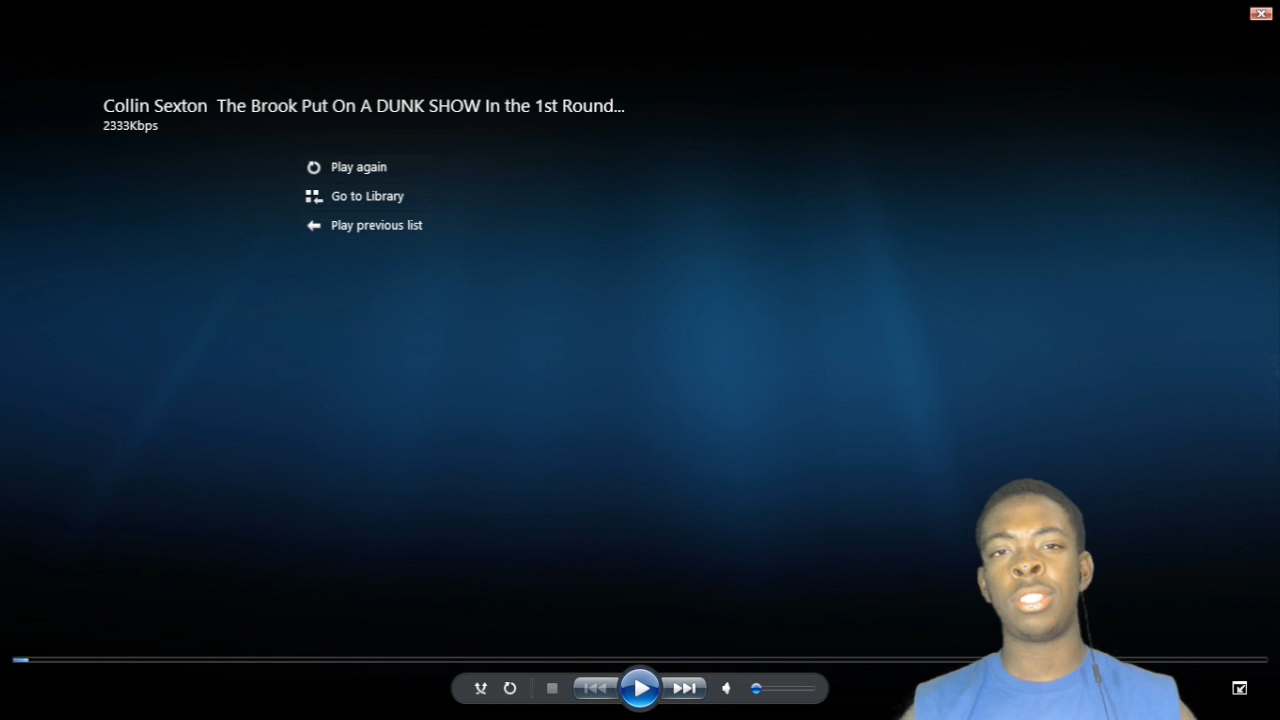 Collin Sexton  The Brook Put On A DUNK SHOW In the 1st Round...
2333Kbps
Play again
Go to Library
Play previous list